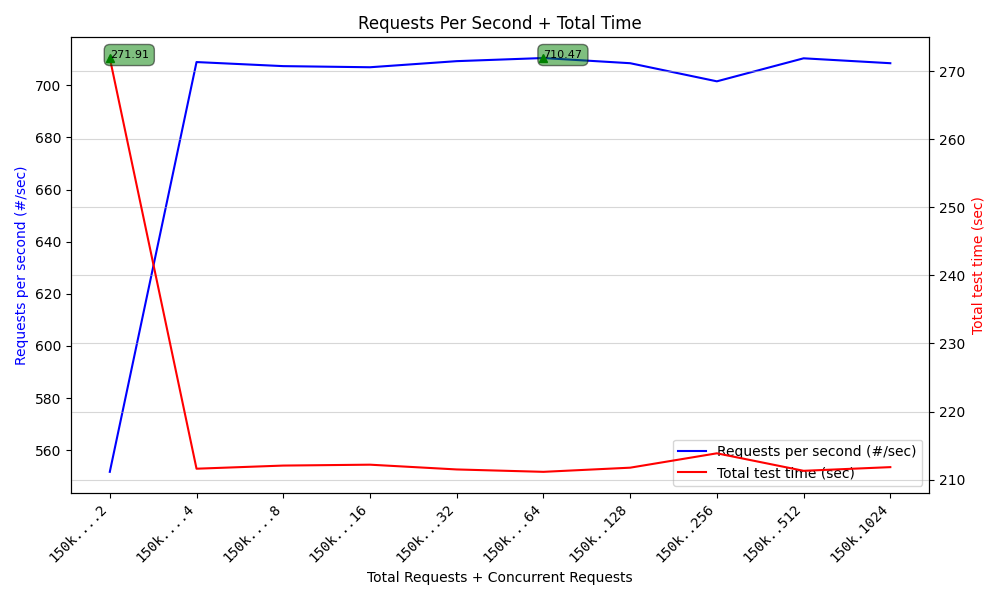 Requests Per Second + Total Time
271.91
710.47
700
680
660
640
620
600
580
560
Requests per second (#/sec)
270
260
250
240
230
220
210
Total test time (sec)
Requests per second (#/sec)
Total test time (sec)
150k....2
150k....4
150k....8
150k...16
150k...32
150k...64
150k..128
150k..256
150k..512
150k.1024
Total Requests + Concurrent Requests